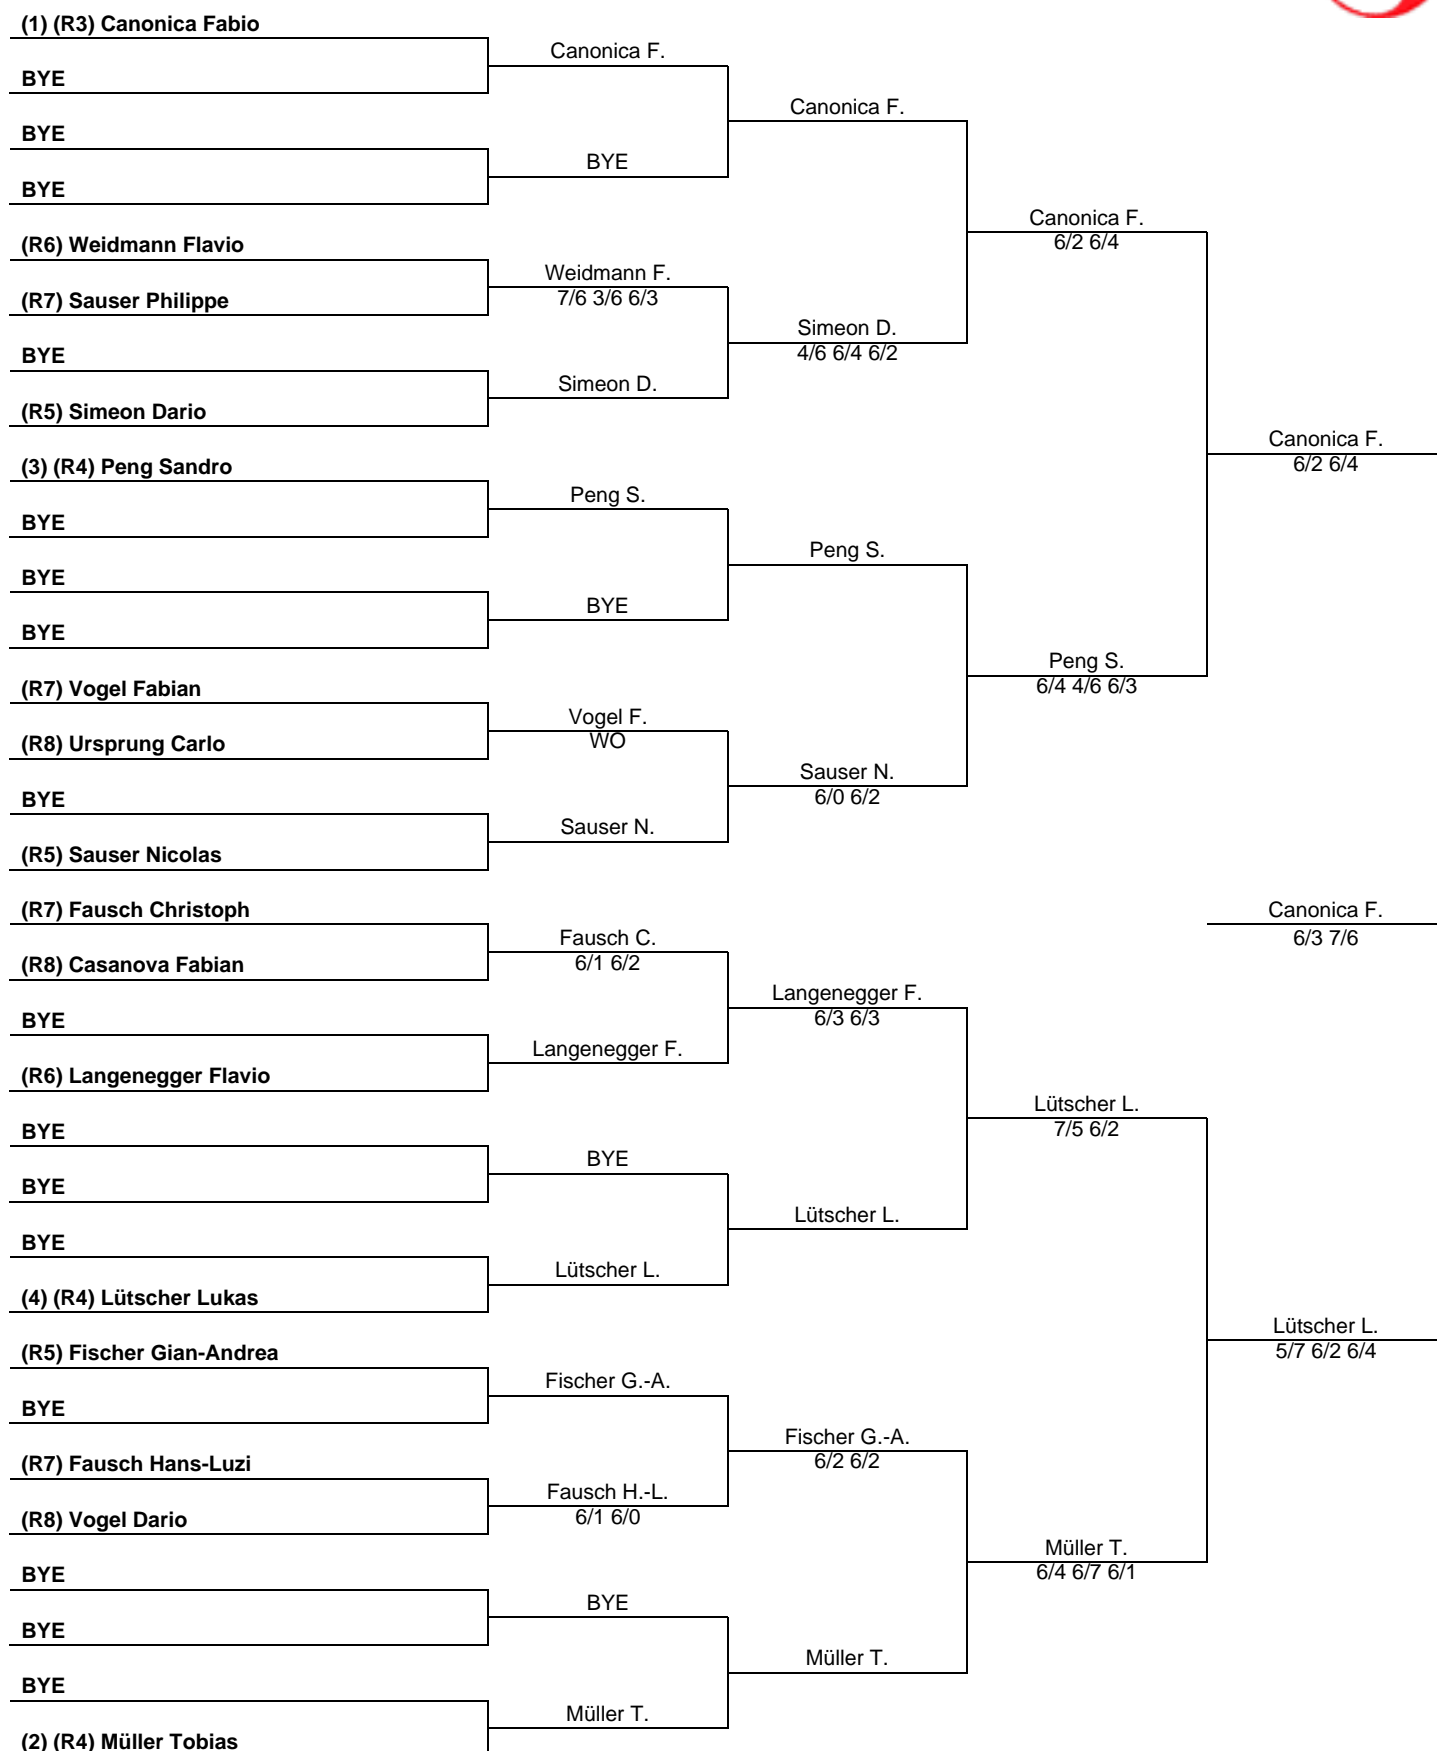 (1) (R3) Canonica Fabio
BYE
BYE
BYE
(R6) Weidmann Flavio
(R7) Sauser Philippe
BYE
(R5) Simeon Dario
(3) (R4) Peng Sandro
BYE
BYE
BYE
(R7) Vogel Fabian
(R8) Ursprung Carlo
BYE
(R5) Sauser Nicolas
(R7) Fausch Christoph
(R8) Casanova Fabian
BYE
(R6) Langenegger Flavio
BYE
BYE
BYE
(4) (R4) Lütscher Lukas
(R5) Fischer Gian-Andrea
BYE
(R7) Fausch Hans-Luzi
(R8) Vogel Dario
BYE
BYE
BYE
(2) (R4) Müller Tobias
Canonica F.
BYE
Weidmann F.
7/6 3/6 6/3
Simeon D.
Peng S.
BYE
Vogel F.
WO
Sauser N.
Fausch C.
6/1 6/2
Langenegger F.
BYE
Lütscher L.
Fischer G.-A.
Fausch H.-L.
6/1 6/0
BYE
Müller T.
Canonica F.
Simeon D.
4/6 6/4 6/2
Peng S.
Sauser N.
6/0 6/2
Langenegger F.
6/3 6/3
Lütscher L.
Fischer G.-A.
6/2 6/2
Müller T.
Canonica F.
6/2 6/4
Peng S.
6/4 4/6 6/3
Lütscher L.
7/5 6/2
Müller T.
6/4 6/7 6/1
Canonica F.
6/2 6/4
Canonica F.
6/3 7/6
Lütscher L.
5/7 6/2 6/4